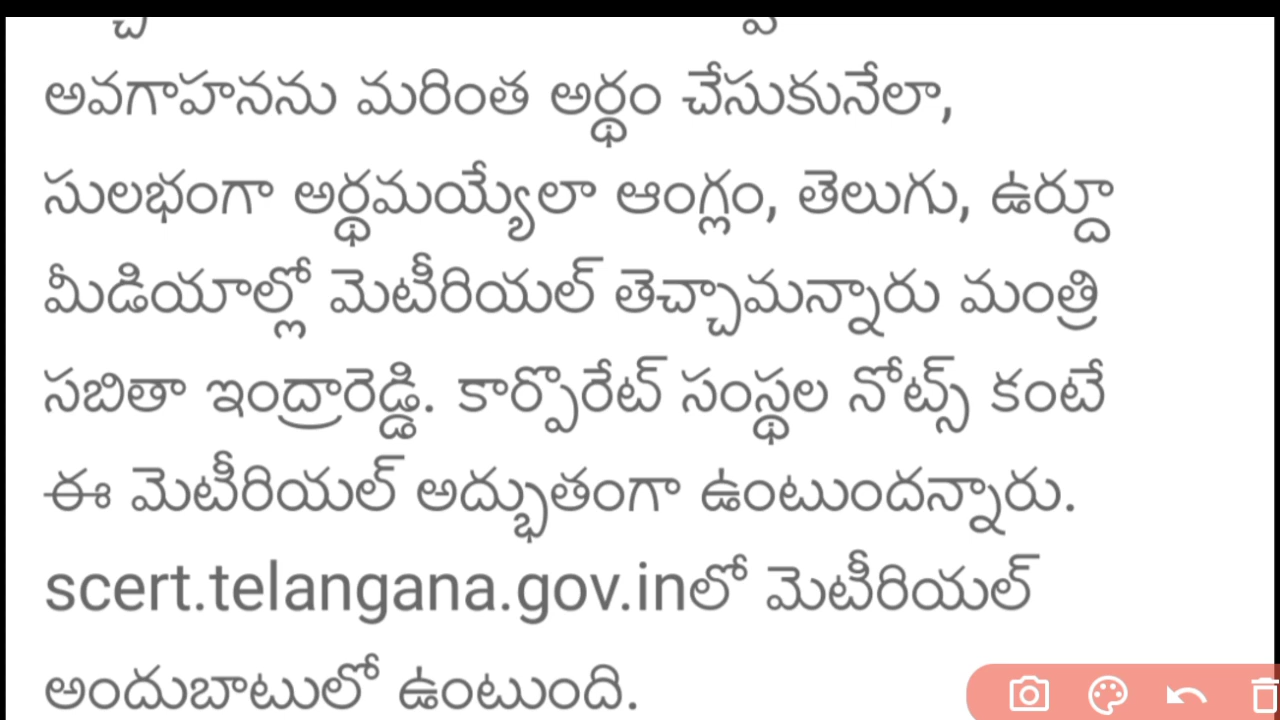 అవగాహనను మరింత అర్థం చేసుకునేలా,
సులభంగా అర్థమయ్యేలా ఆంగ్లం, తెలుగు, ఉర్దూ
మీడియాల్లో మెటీరియల్ తెచ్చామన్నారు మంత్రి
సబితా ఇంద్రారెడ్డి. కార్పొరేట్ సంస్థల నోట్స్ కంటే
ఈ మెటీరియల్ అద్భుతంగా ఉంటుందన్నారు.
scert.telangana.gov.inలో మెటీరియల్
అందుబాటులో ఉంటుంది.